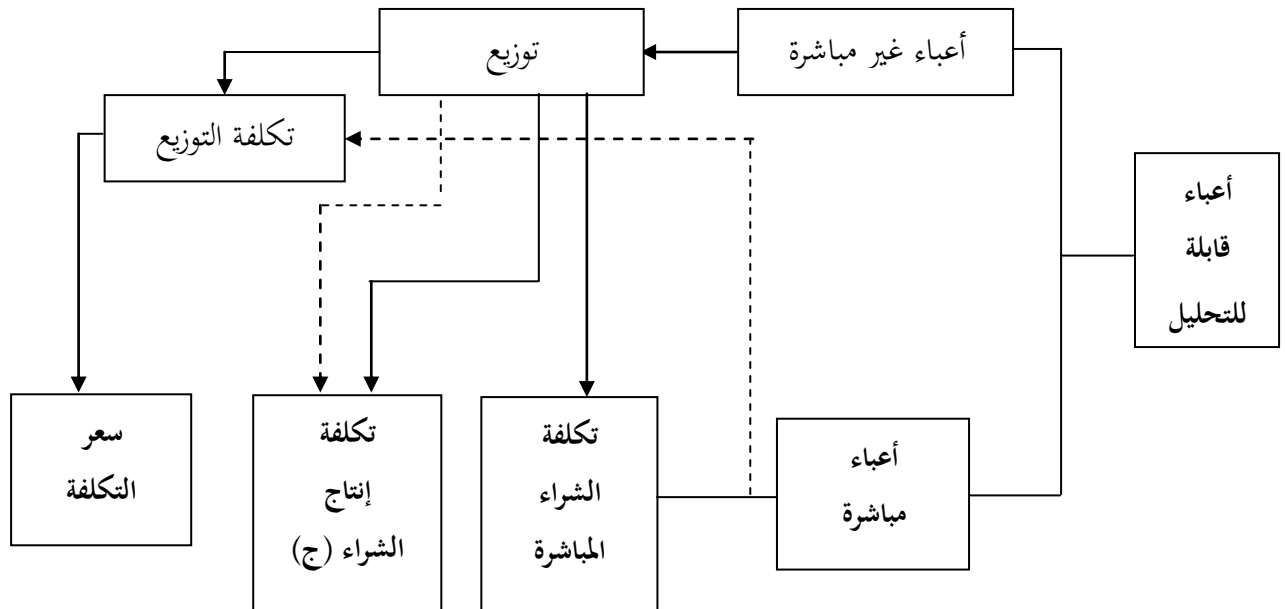 أعباء غير مباشرة
توزيع
تكلفة التوزيع
أعباء
قابلة
للتحليل
أعباء
مباشرة
تكلفة
الشراء
المباشرة
تكلفة
إنتاج
الشراء (ج)
سعر
التكلفة